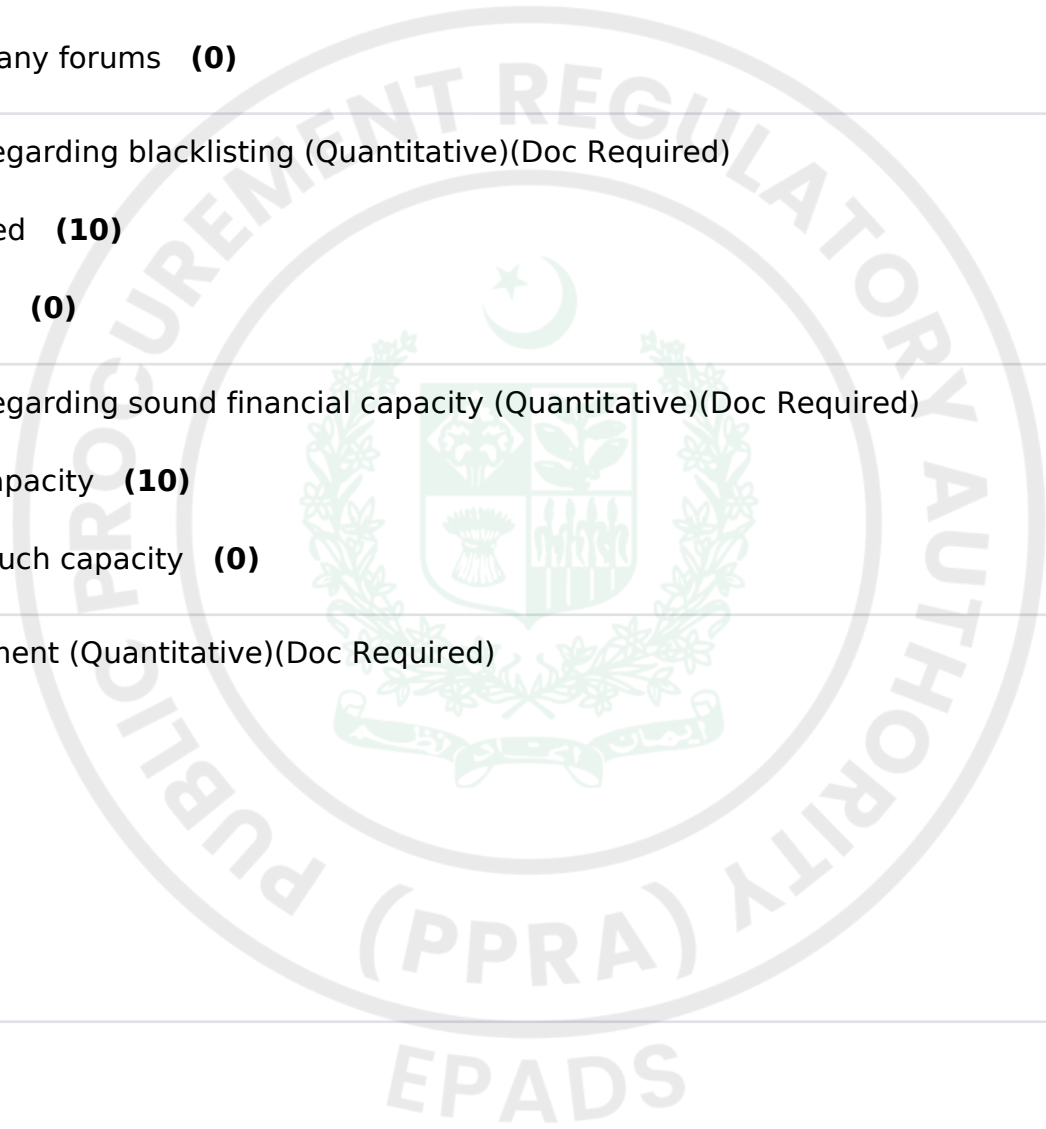 any forums (0)
egarding blacklisting (Quantitative)(Doc Required)
ed (10)
(0)
egarding sound financial capacity (Quantitative)(Doc Required)
apacity (10)
uch capacity (0)
nent (Quantitative)(Doc Required)
PUBLIC PROCUREMENT REGULATORY AUTHORITY
(PPRA)
EPADS